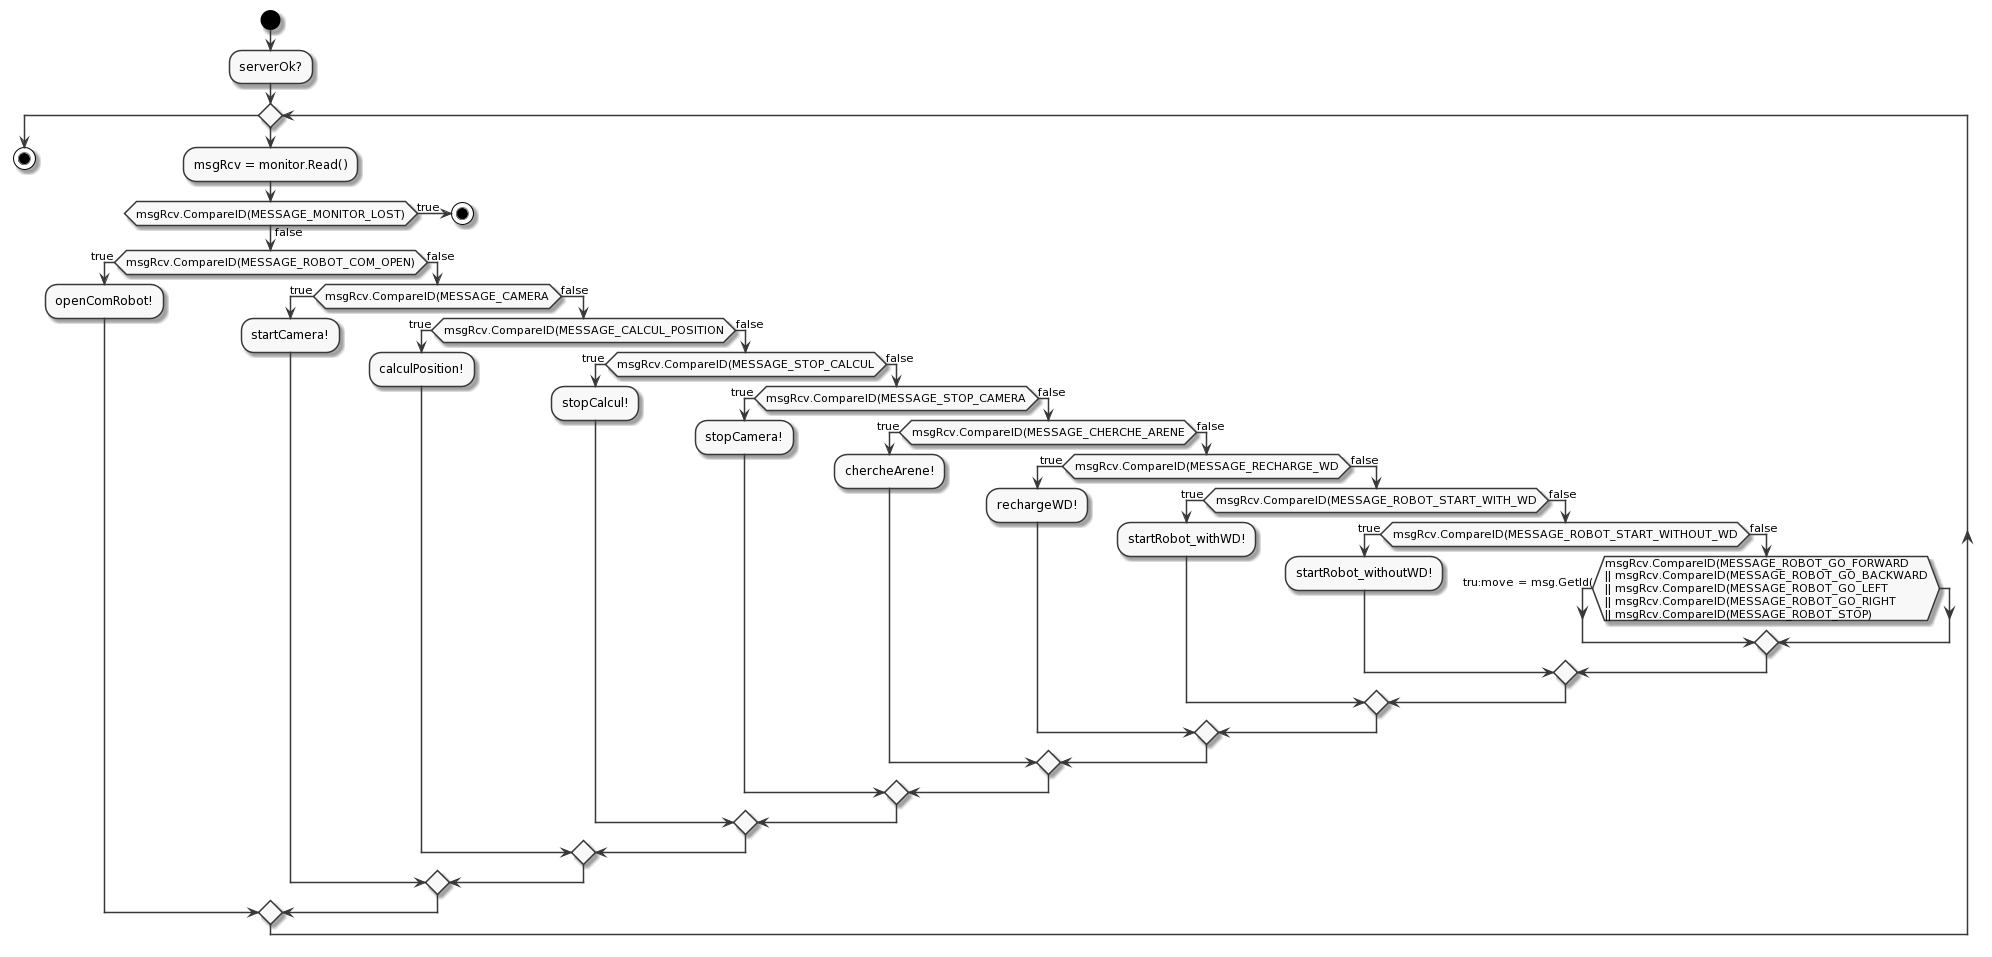 serverOk?
msgRcv = monitor.Read()
msgRcv.CompareID(MESSAGE_MONITOR_LOST)
true
false
true
msgRcv.CompareID(MESSAGE_ROBOT_COM_OPEN)
false
openComRobot!
true
msgRcv.CompareID(MESSAGE_CAMERA
false
startCamera!
true
msgRcv.CompareID(MESSAGE_CALCUL_POSITION
false
calculPosition!
true
msgRcv.CompareID(MESSAGE_STOP_CALCUL
false
stopCalcul!
true
msgRcv.CompareID(MESSAGE_STOP_CAMERA
false
stopCamera!
true
msgRcv.CompareID(MESSAGE_CHERCHE_ARENE
false
chercheArene!
true
msgRcv.CompareID(MESSAGE_RECHARGE_WD
false
rechargeWD!
true
msgRcv.CompareID(MESSAGE_ROBOT_START_WITH_WD
false
startRobot_withWD!
true
msgRcv.CompareID(MESSAGE_ROBOT_START_WITHOUT_WD
false
startRobot_withoutWD!
tru:move = msg.GetId(
msgRcv.CompareID(MESSAGE_ROBOT_GO_FORWARD
|| msgRcv.CompareID(MESSAGE_ROBOT_GO_BACKWARD
|| msgRcv.CompareID(MESSAGE_ROBOT_GO_LEFT
|| msgRcv.CompareID(MESSAGE_ROBOT_GO_RIGHT
|| msgRcv.CompareID(MESSAGE_ROBOT_STOP)